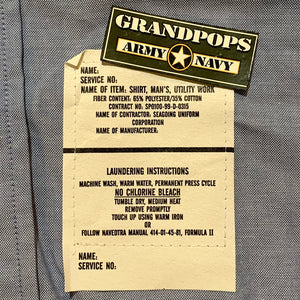 GRANDPOPS
ARMY NAVY
NAME:
SERVICE NO:
NAME OF ITEM: SHIRT, MAN'S, UTILITY WORK
FIBER CONTENT: 65% POLYESTER/35% COTTON
CONTRACT NO: SPO100-99-D-0315
NAME OF CONTRACTOR: SEAGOING UNIFORM
CORPORATION
NAME OF MANUFACTURER:
LAUNDERING INSTRUCTIONS
MACHINE WASH, WARM WATER, PERMANENT PRESS CYCLE
NO CHLORINE BLEACH
TUMBLE DRY, MEDIUM HEAT
REMOVE PROMPTLY
TOUCH UP USING WARM IRON
OR
FOLLOW NAVEDTRA MANUAL 414-01-45-81, FORMULA II
NAME:
SERVICE NO: